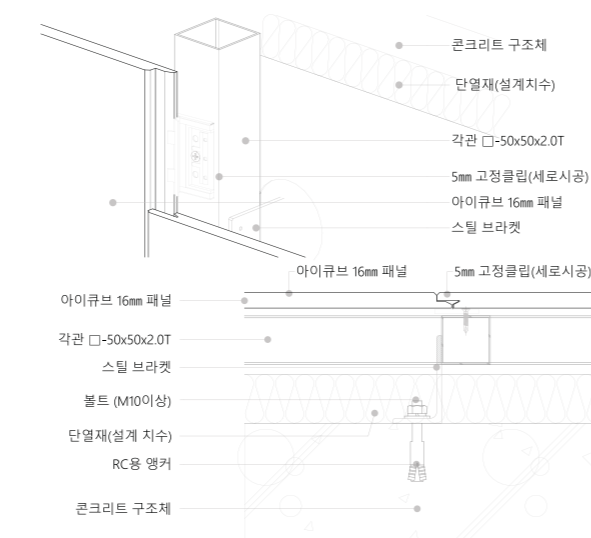 콘크리트 구조체
단열재(설계치수)
각관 □-50x50x2.0T
5㎜ 고정클립(세로시공)
아이큐브 16㎜ 패널
스틸 브라켓
아이큐브 16㎜ 패널
5㎜ 고정클립(세로시공)
아이큐브 16㎜ 패널
각관 □-50x50x2.0T
스틸 브라켓
볼트 (M10이상)
단열재(설계 치수)
RC용 앵커
콘크리트 구조체